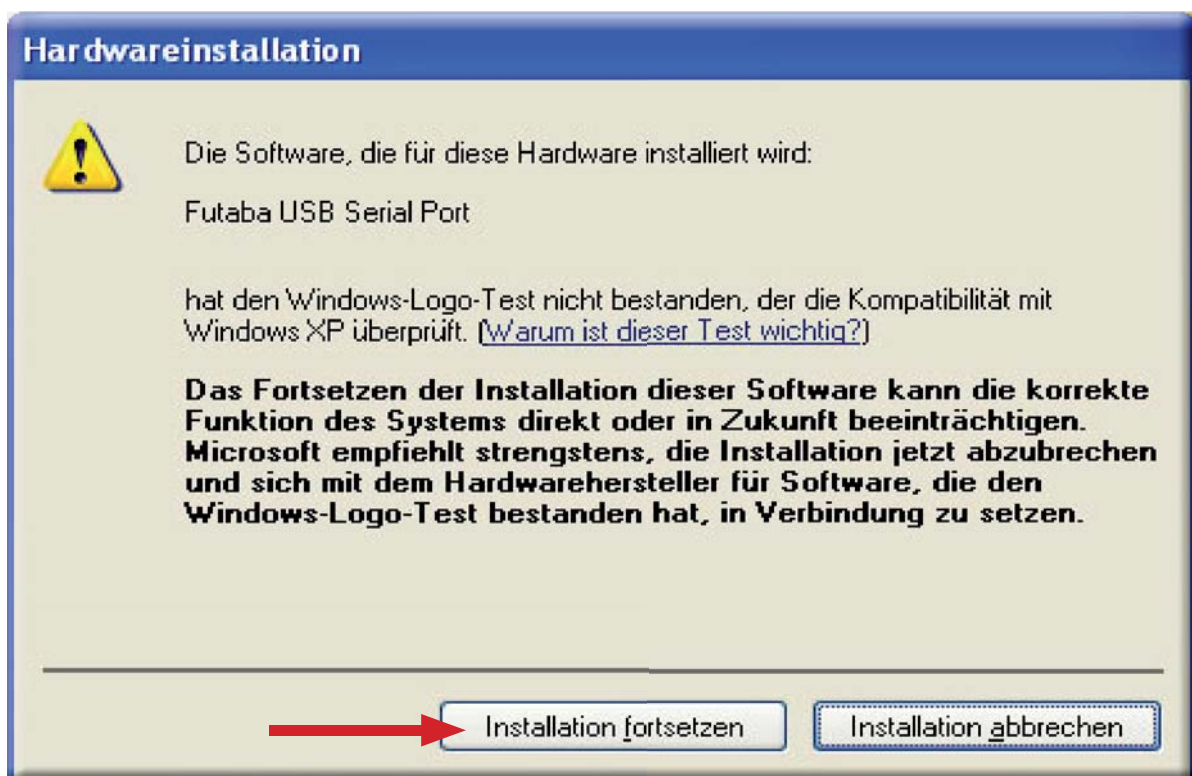 Hardwareinstallation
Die Software, die für diese Hardware installiert wird:
Futaba USB Serial Port
hat den Windows-Logo-Test nicht bestanden, der die Kompatibilität mit
Windows XP überprüft. (Warum ist dieser Test wichtig?)
Das Fortsetzen der Installation dieser Software kann die korrekte
Funktion des Systems direkt oder in Zukunft beeinträchtigen.
Microsoft empfiehlt strengstens, die Installation jetzt abzubrechen
und sich mit dem Hardwarehersteller für Software, die den
Windows-Logo-Test bestanden hat, in Verbindung zu setzen.
Installation fortsetzen
Installation abbrechen